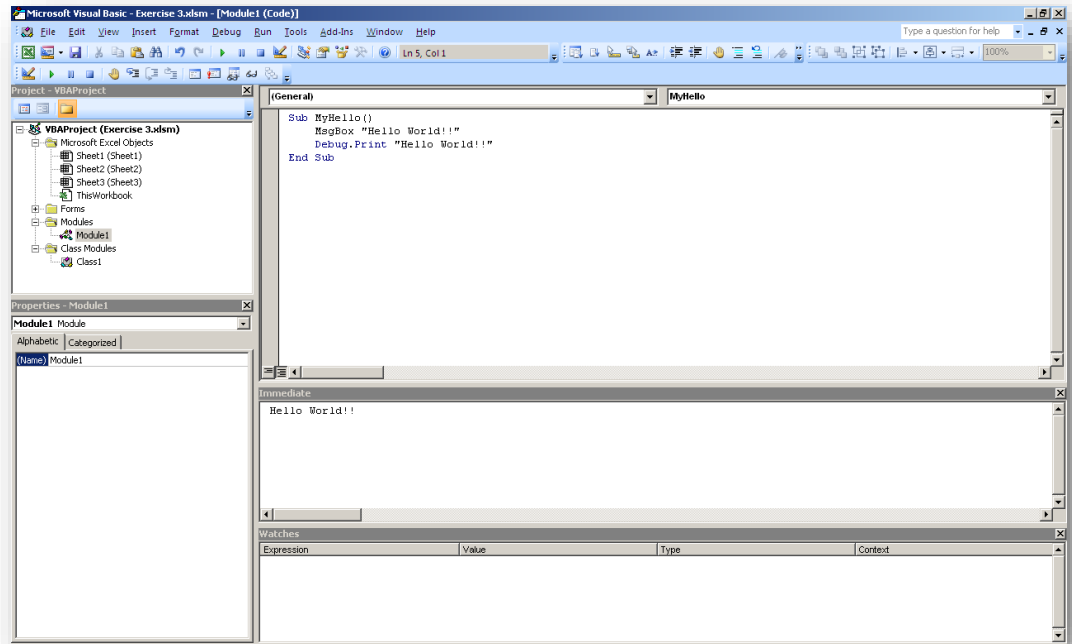 Microsoft Visual Basic - Exercise 3.xlsm - [Module1 (Code)]
File Edit View Insert Format Debug Run Tools Add-Ins Window Help
Type a question for help
Ln 5, Col 1
100%
Project - VBAProject
VBAProject (Exercise 3.xlsm)
Microsoft Excel Objects
Sheet1 (Sheet1)
Sheet2 (Sheet2)
Sheet3 (Sheet3)
ThisWorkbook
Forms
Modules
Module1
Class Modules
Class1
Properties - Module1
Module1 Module
Alphabetic Categorized
(Name) Module1
(General) MyHello
Sub MyHello()
MsgBox "Hello World!!"
Debug.Print "Hello World!!"
End Sub
Immediate
Hello World!!
Watches
Expression Value Type Context